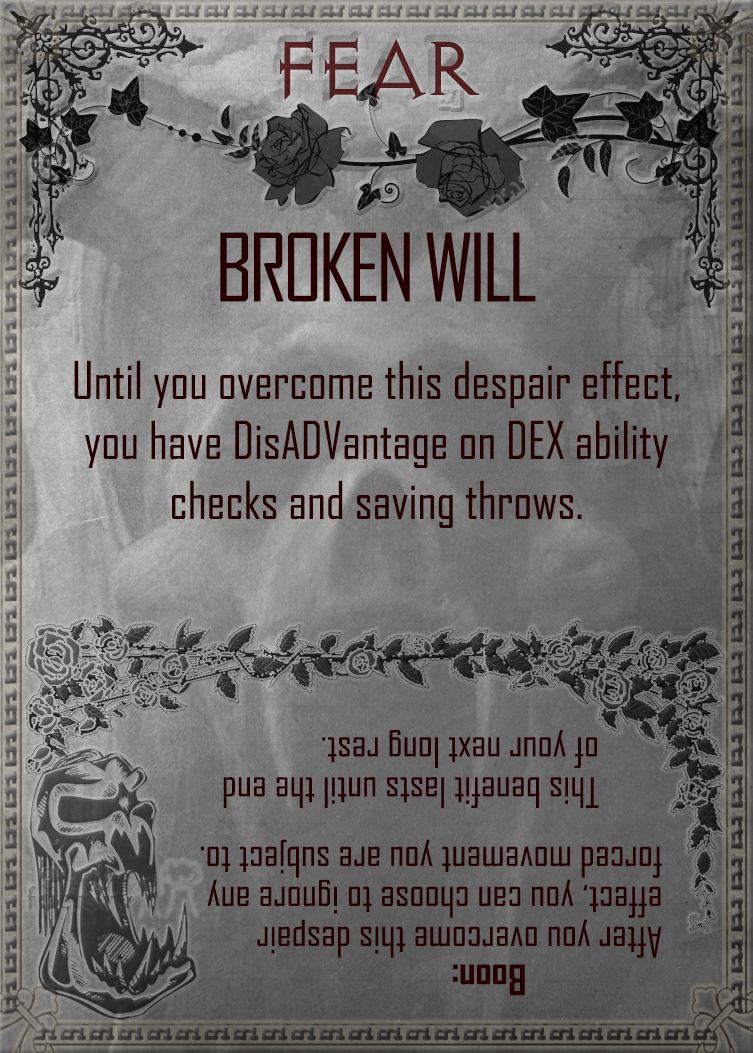 FEAR
BROKEN WILL
Until you overcome this despair effect,
you have DisADVantage on DEX ability
checks and saving throws.
Boon:
After you overcome this despair
effect, you can choose to ignore any
forced movement you are subject to.
This benefit lasts until the end
of your next long rest.